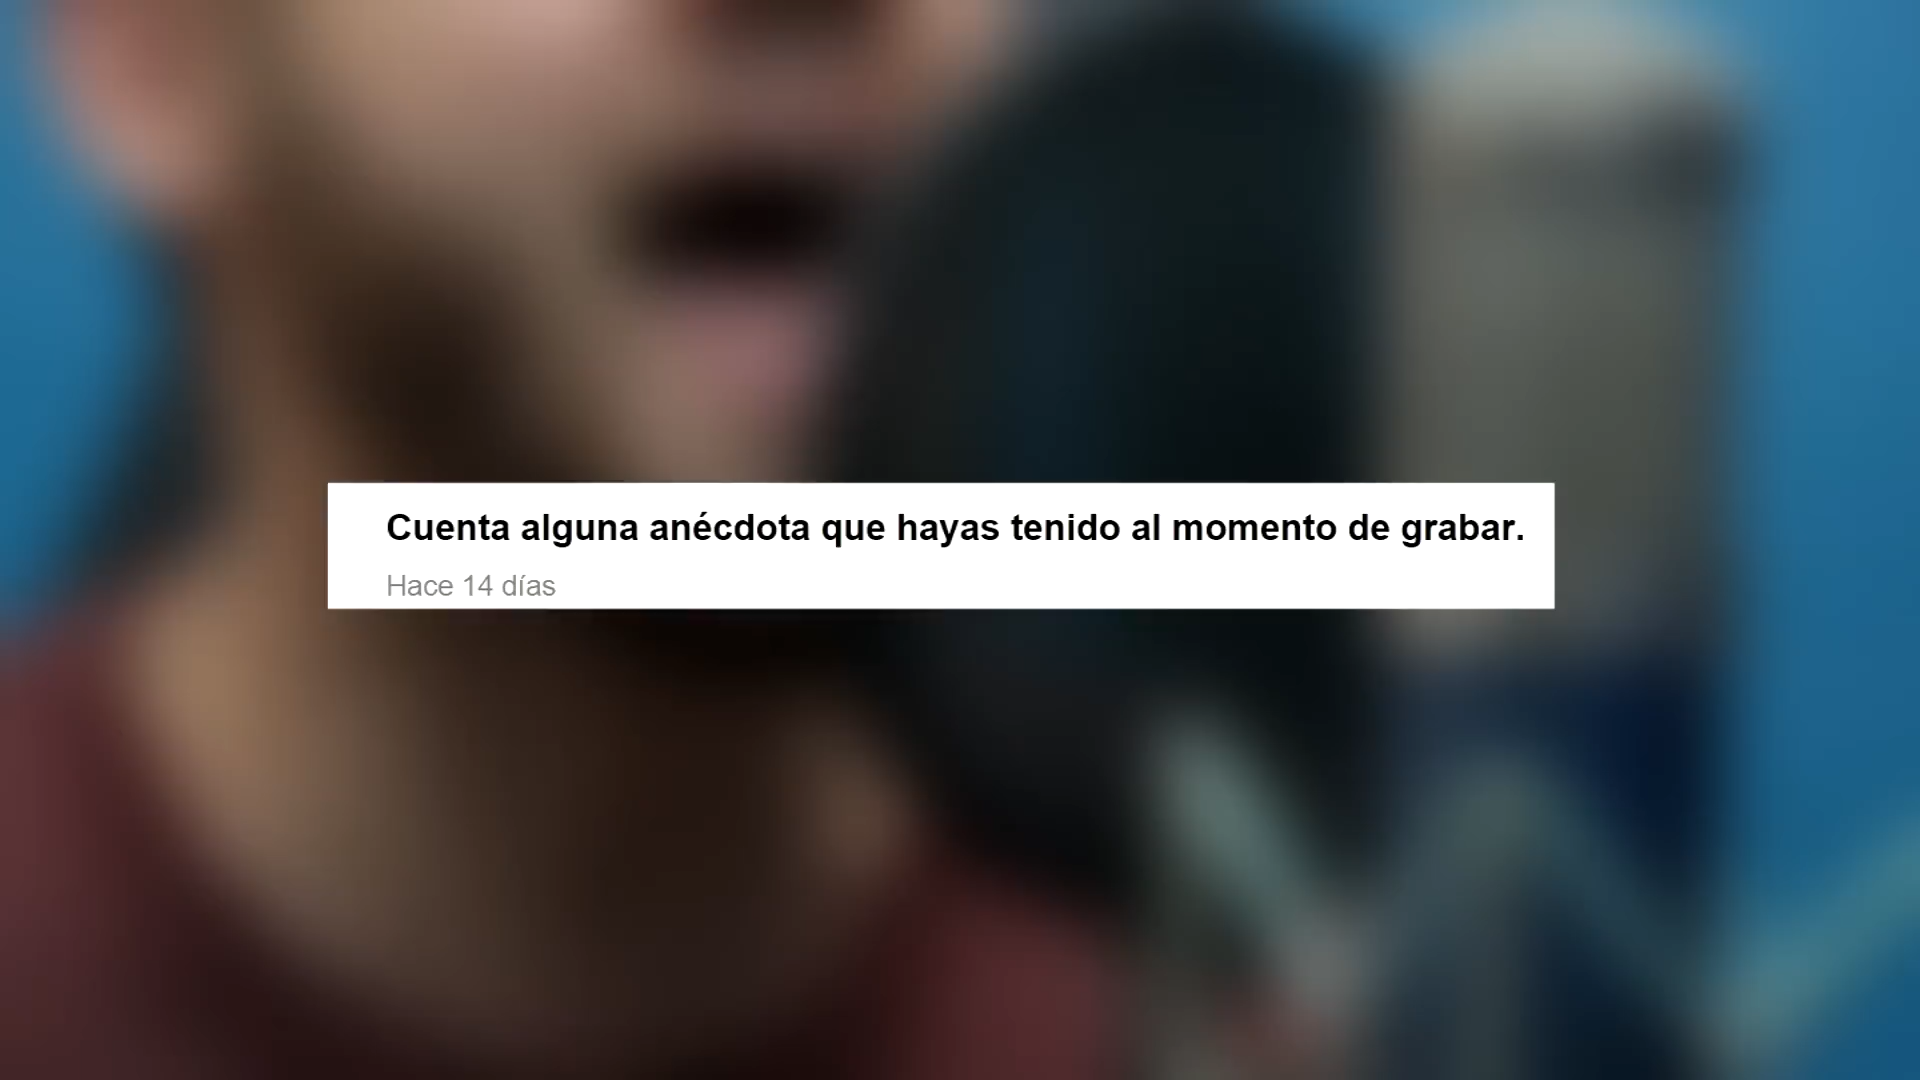 Cuenta alguna anécdota que hayas tenido al momento de grabar.
Hace 14 días